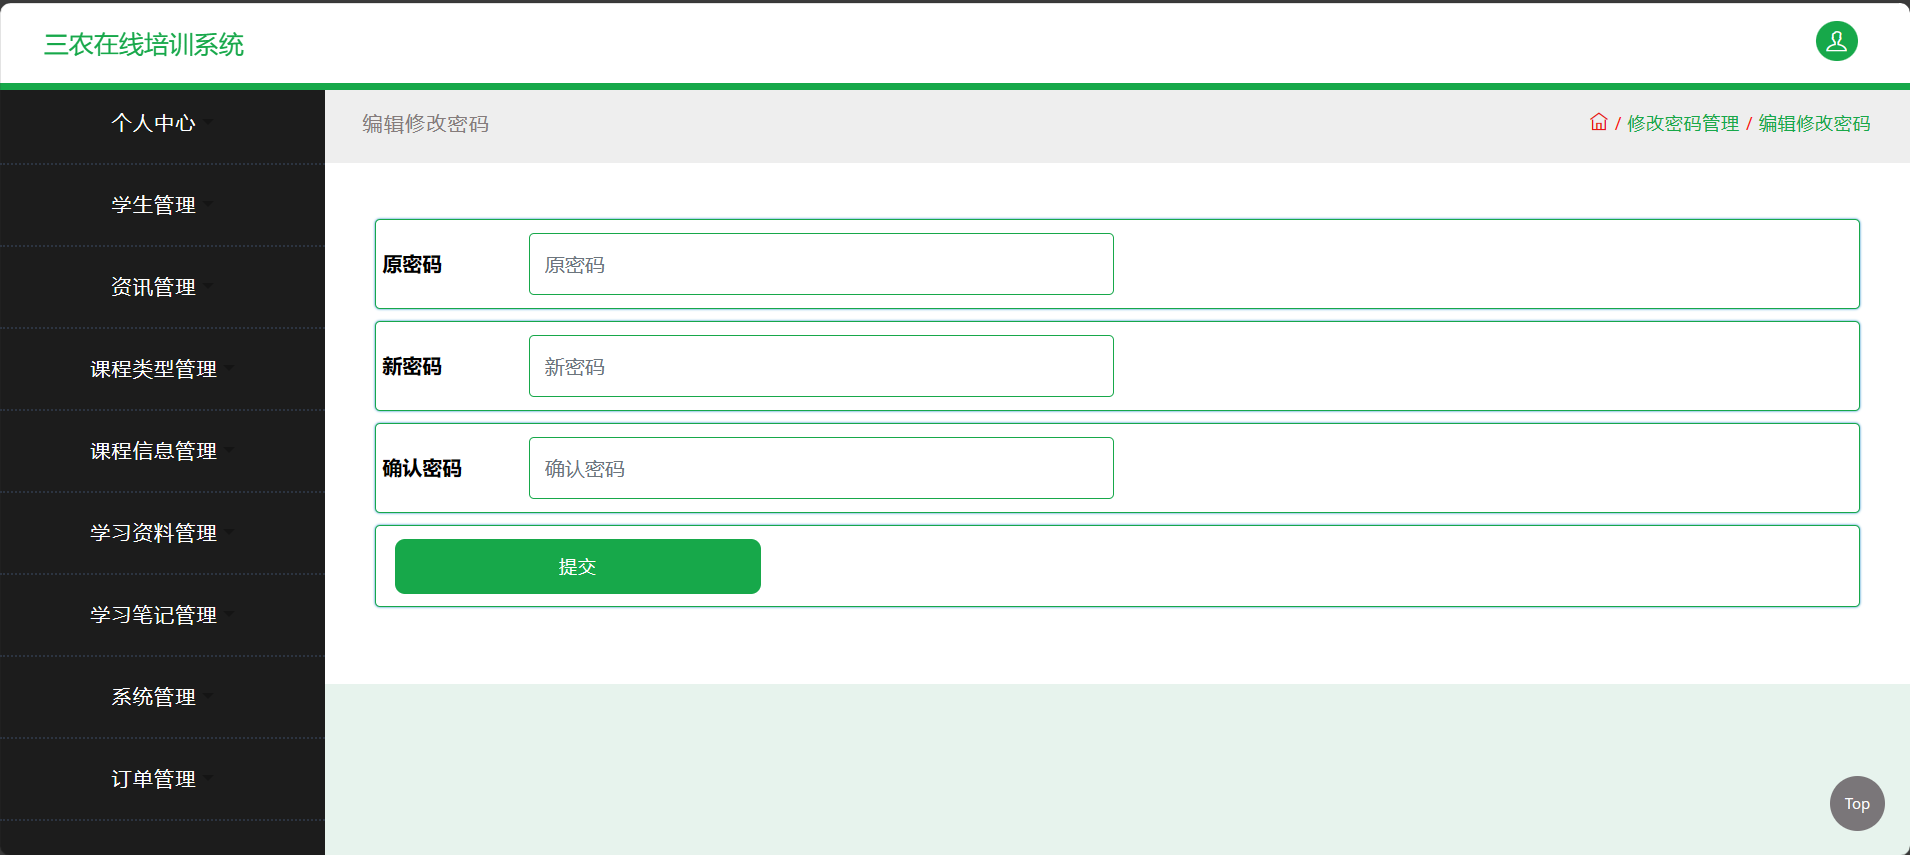 三农在线培训系统
个人中心
学生管理
资讯管理
课程类型管理
课程信息管理
学习资料管理
学习笔记管理
系统管理
订单管理
编辑修改密码
/ 修改密码管理 / 编辑修改密码
原密码 原密码
新密码 新密码
确认密码 确认密码
提交
Top